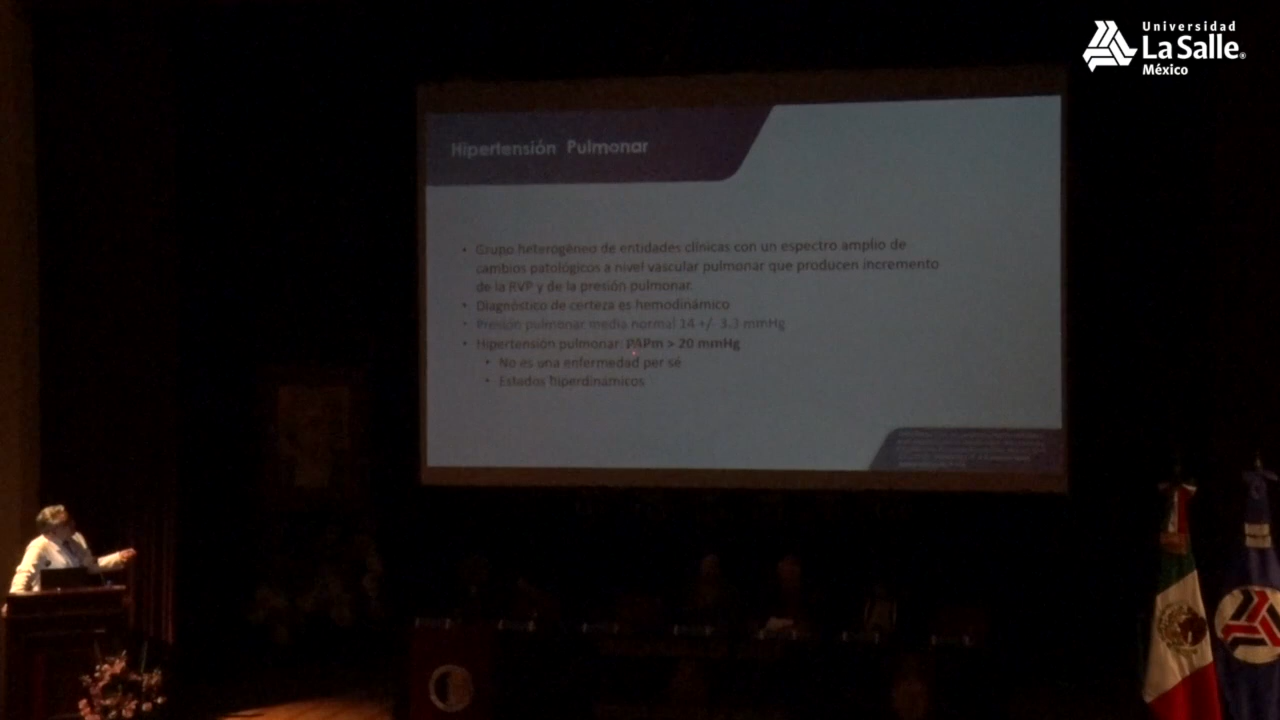 Universidad
La Salle®
México
Hipertensión Pulmonar
• Grupo heterogéneo de entidades clínicas con un espectro amplio de
cambios patológicos a nivel vascular pulmonar que producen incremento
de la RVP y de la presión pulmonar.
• Diagnóstico de certeza es hemodinámico
• Presión pulmonar media normal 14 +/- 3.3 mmHg
• Hipertensión pulmonar: PAPm > 20 mmHg
• No es una enfermedad per sé
• Estados hiperdinámicos